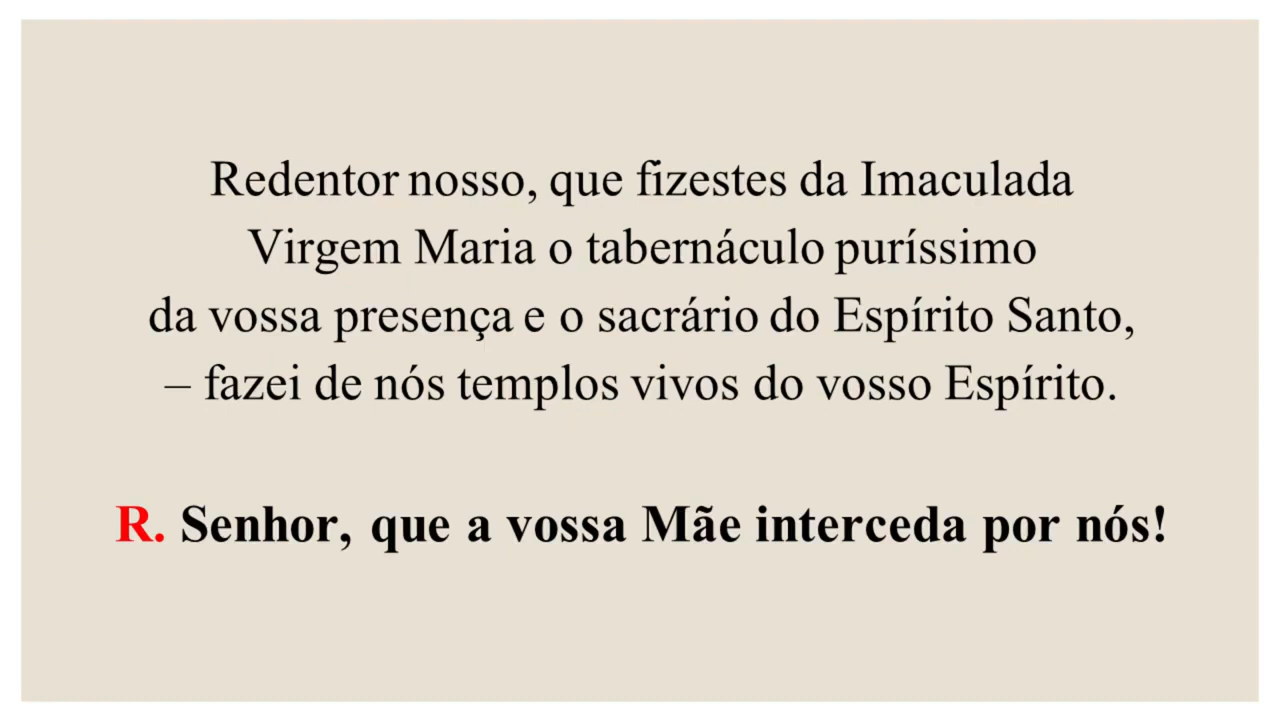 Redentor nosso, que fizestes da Imaculada
Virgem Maria o tabernáculo puríssimo
da vossa presença e o sacrário do Espírito Santo,
– fazei de nós templos vivos do vosso Espírito.
R. Senhor, que a vossa Mãe interceda por nós!